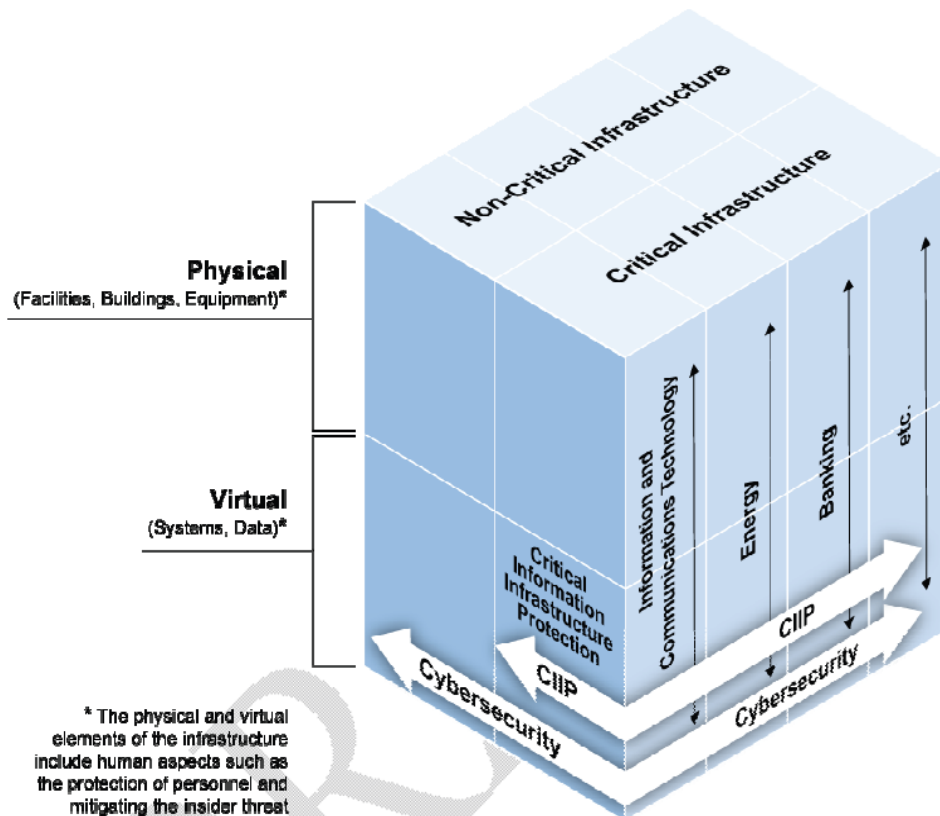 Non-Critical Infrastructure
Critical Infrastructure
Physical
(Facilities, Buildings, Equipment)*
Virtual
(Systems, Data)*
Information and
Communications Technology
Energy
Banking
etc.
Critical
Information
Infrastructure
Protection
CIIP
CIIP
Cybersecurity
Cybersecurity
* The physical and virtual
elements of the infrastructure
include human aspects such as
the protection of personnel and
mitigating the insider threat